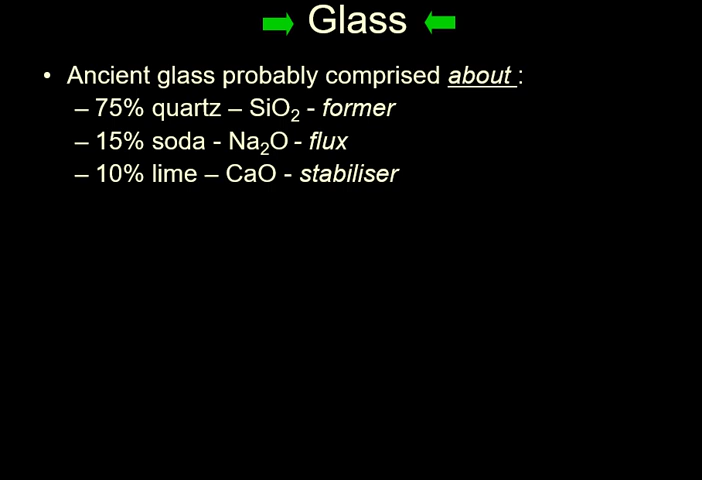 Glass
• Ancient glass probably comprised about :
– 75% quartz – SiO₂ - former
– 15% soda - Na₂O - flux
– 10% lime – CaO - stabiliser